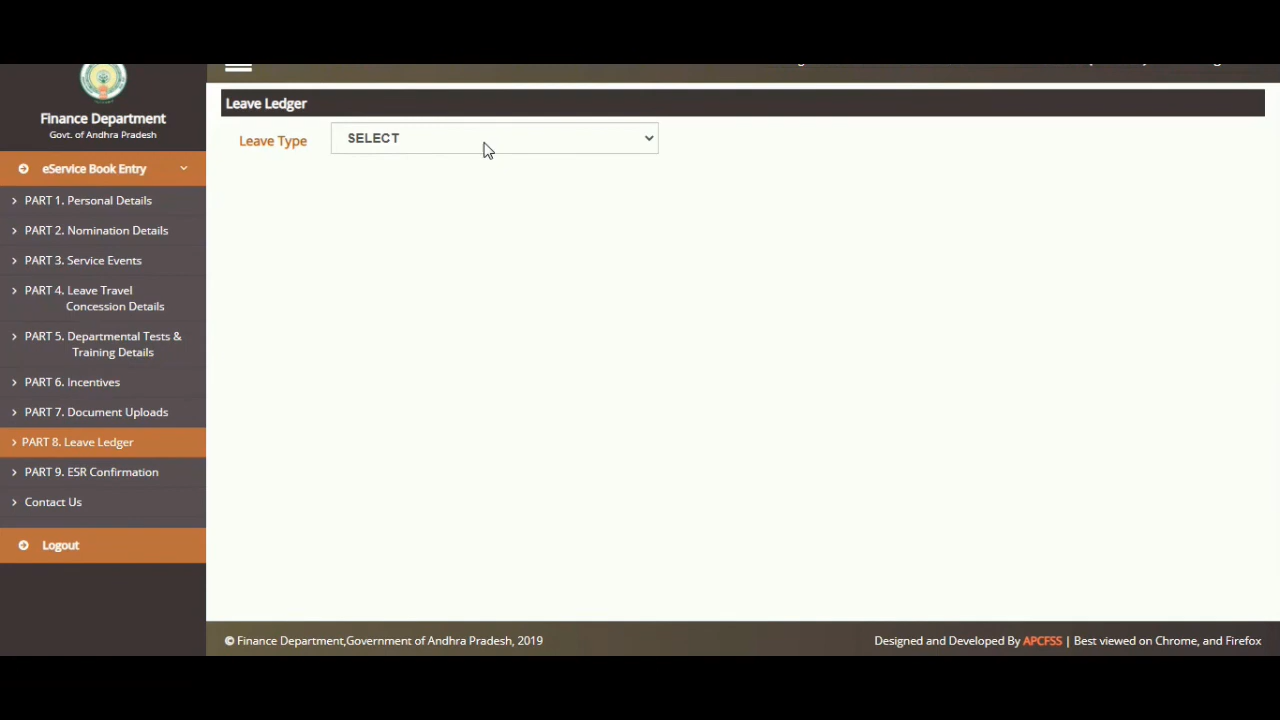 Finance Department
Govt. of Andhra Pradesh
eService Book Entry
PART 1. Personal Details
PART 2. Nomination Details
PART 3. Service Events
PART 4. Leave Travel
Concession Details
PART 5. Departmental Tests &
Training Details
PART 6. Incentives
PART 7. Document Uploads
PART 8. Leave Ledger
PART 9. ESR Confirmation
Contact Us
Logout
Leave Ledger
Leave Type SELECT
© Finance Department,Government of Andhra Pradesh, 2019
Designed and Developed By APCFSS | Best viewed on Chrome, and Firefox